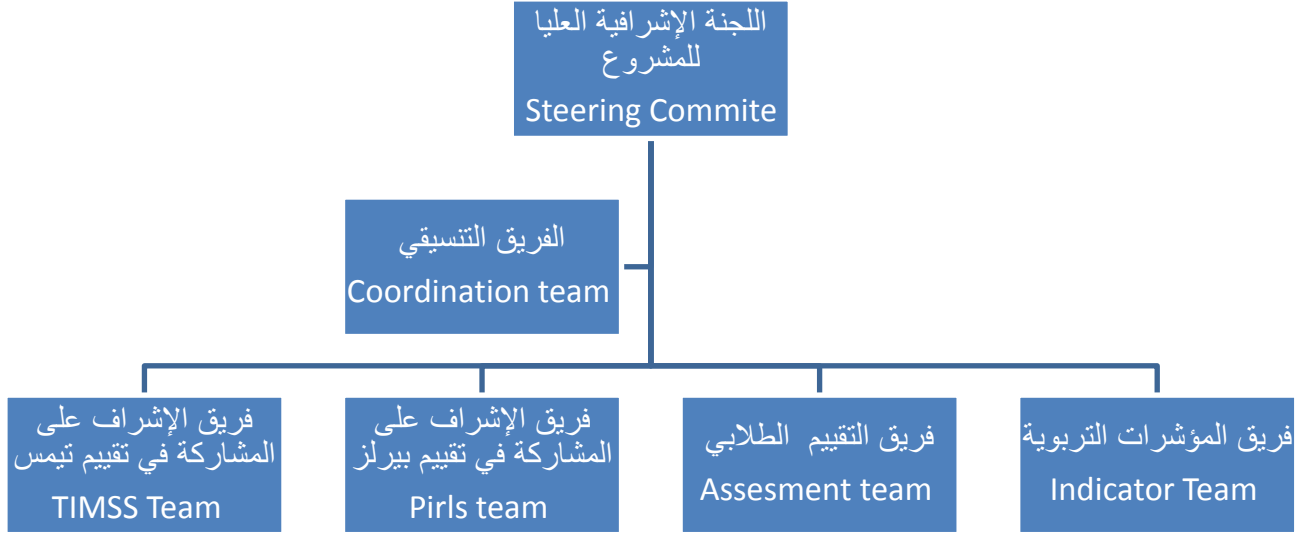 اللجنة الإشرافية العليا
للمشروع
Steering Commite
الفريق التنسيقي
Coordination team
فريق الإشراف على
المشاركة في تقييم تيمس
TIMSS Team
فريق الإشراف على
المشاركة في تقييم بيرلز
Pirls team
فريق التقييم الطلابي
Assesment team
فريق المؤشرات التربوية
Indicator Team